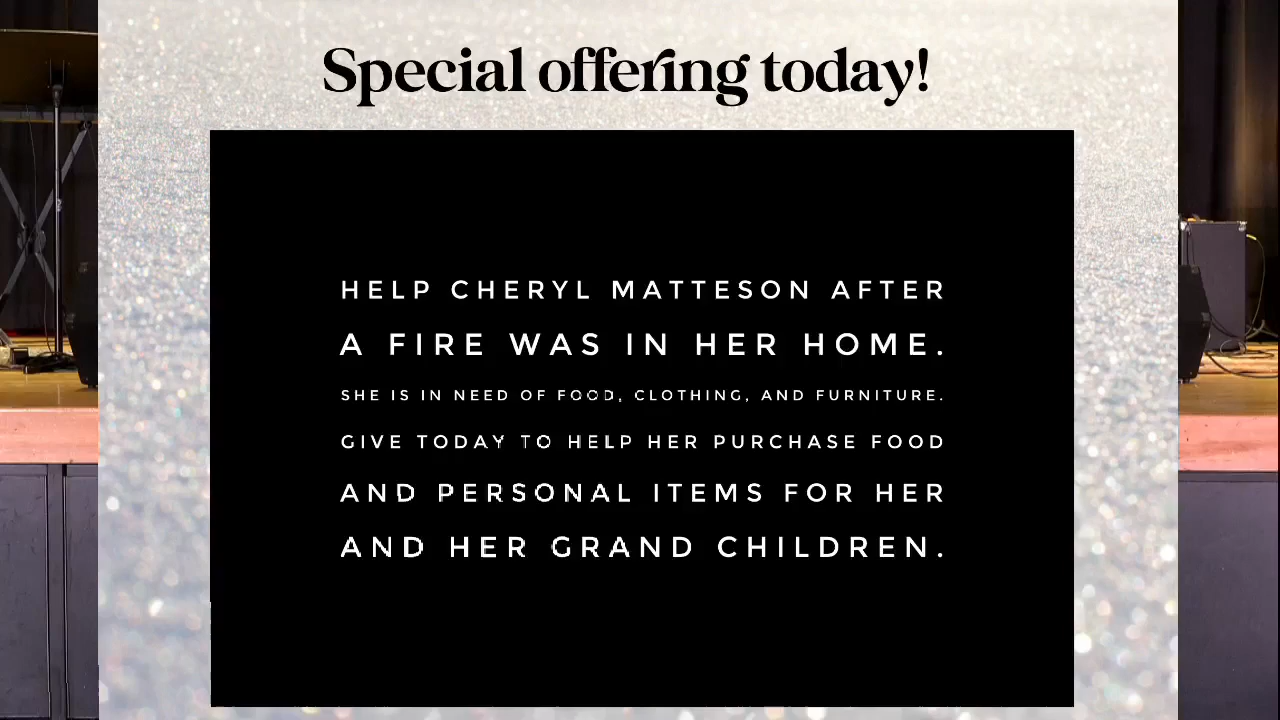 Special offering today!
HELP CHERYL MATTESON AFTER
A FIRE WAS IN HER HOME.
SHE IS IN NEED OF FOOD, CLOTHING, AND FURNITURE.
GIVE TODAY TO HELP HER PURCHASE FOOD
AND PERSONAL ITEMS FOR HER
AND HER GRAND CHILDREN.